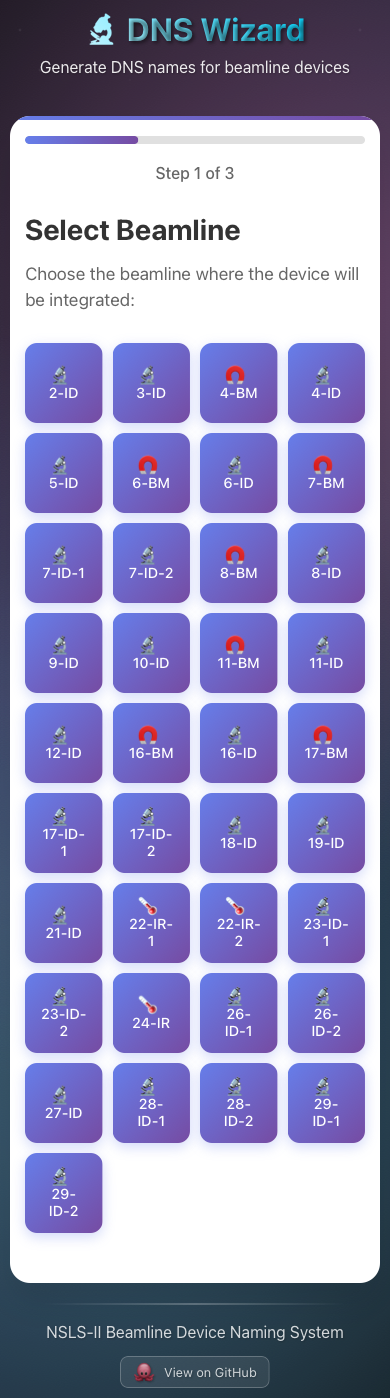 DNS Wizard
Generate DNS names for beamline devices
Step 1 of 3
Select Beamline
Choose the beamline where the device will
be integrated:
2-ID
3-ID
4-BM
4-ID
5-ID
6-BM
6-ID
7-BM
7-ID-1
7-ID-2
8-BM
8-ID
9-ID
10-ID
11-BM
11-ID
12-ID
16-BM
16-ID
17-BM
17-ID-
1
17-ID-
2
18-ID
19-ID
21-ID
22-IR-
1
22-IR-
2
23-ID-
1
23-ID-
2
24-IR
26-
ID-1
26-
ID-2
27-ID
28-
ID-1
28-
ID-2
29-
ID-1
29-
ID-2
NSLS-II Beamline Device Naming System
View on GitHub